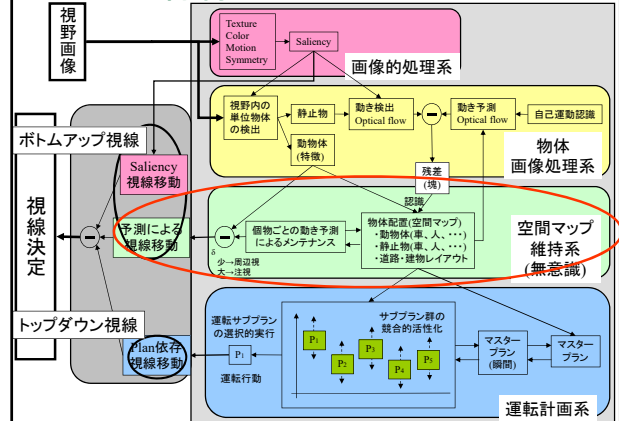 視野画像
Texture
Color
Motion
Symmetry
Saliency
画像的処理系
視野内の
単位物体
の検出
静止物
動き検出
Optical flow
動き予測
Optical flow
自己運動認識
動物体
(特徴)
残差
(塊)
物体
画像処理系
ボトムアップ視線
Saliency
視線移動
視線決定
予測による
視線移動
認識
δ
少→周辺視
大→注視
個物ごとの動き予測
によるメンテナンス
物体配置(空間マップ)
・動物体(車、人、・・・)
・静止物(車、人、・・・)
・道路・建物レイアウト
空間マップ
維持系
(無意識)
トップダウン視線
Plan依存
視線移動
運転サブプラン
の選択的実行
P₁
運転行動
サブプラン群の
競合的活性化
P₁
P₂
P₃
P₄
P₅
マスター
プラン
(瞬間)
マスター
プラン
運転計画系